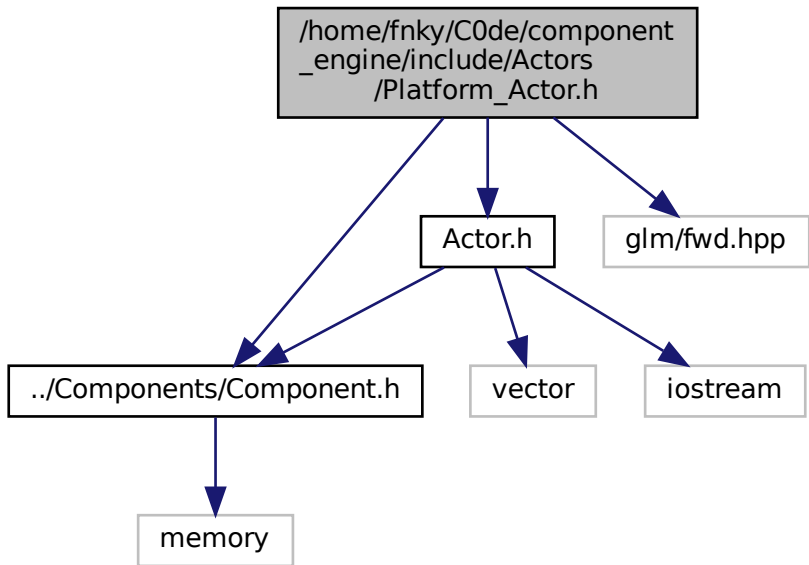 /home/fnky/C0de/component
_engine/include/Actors
/Platform_Actor.h
Actor.h
glm/fwd.hpp
../Components/Component.h
vector
iostream
memory